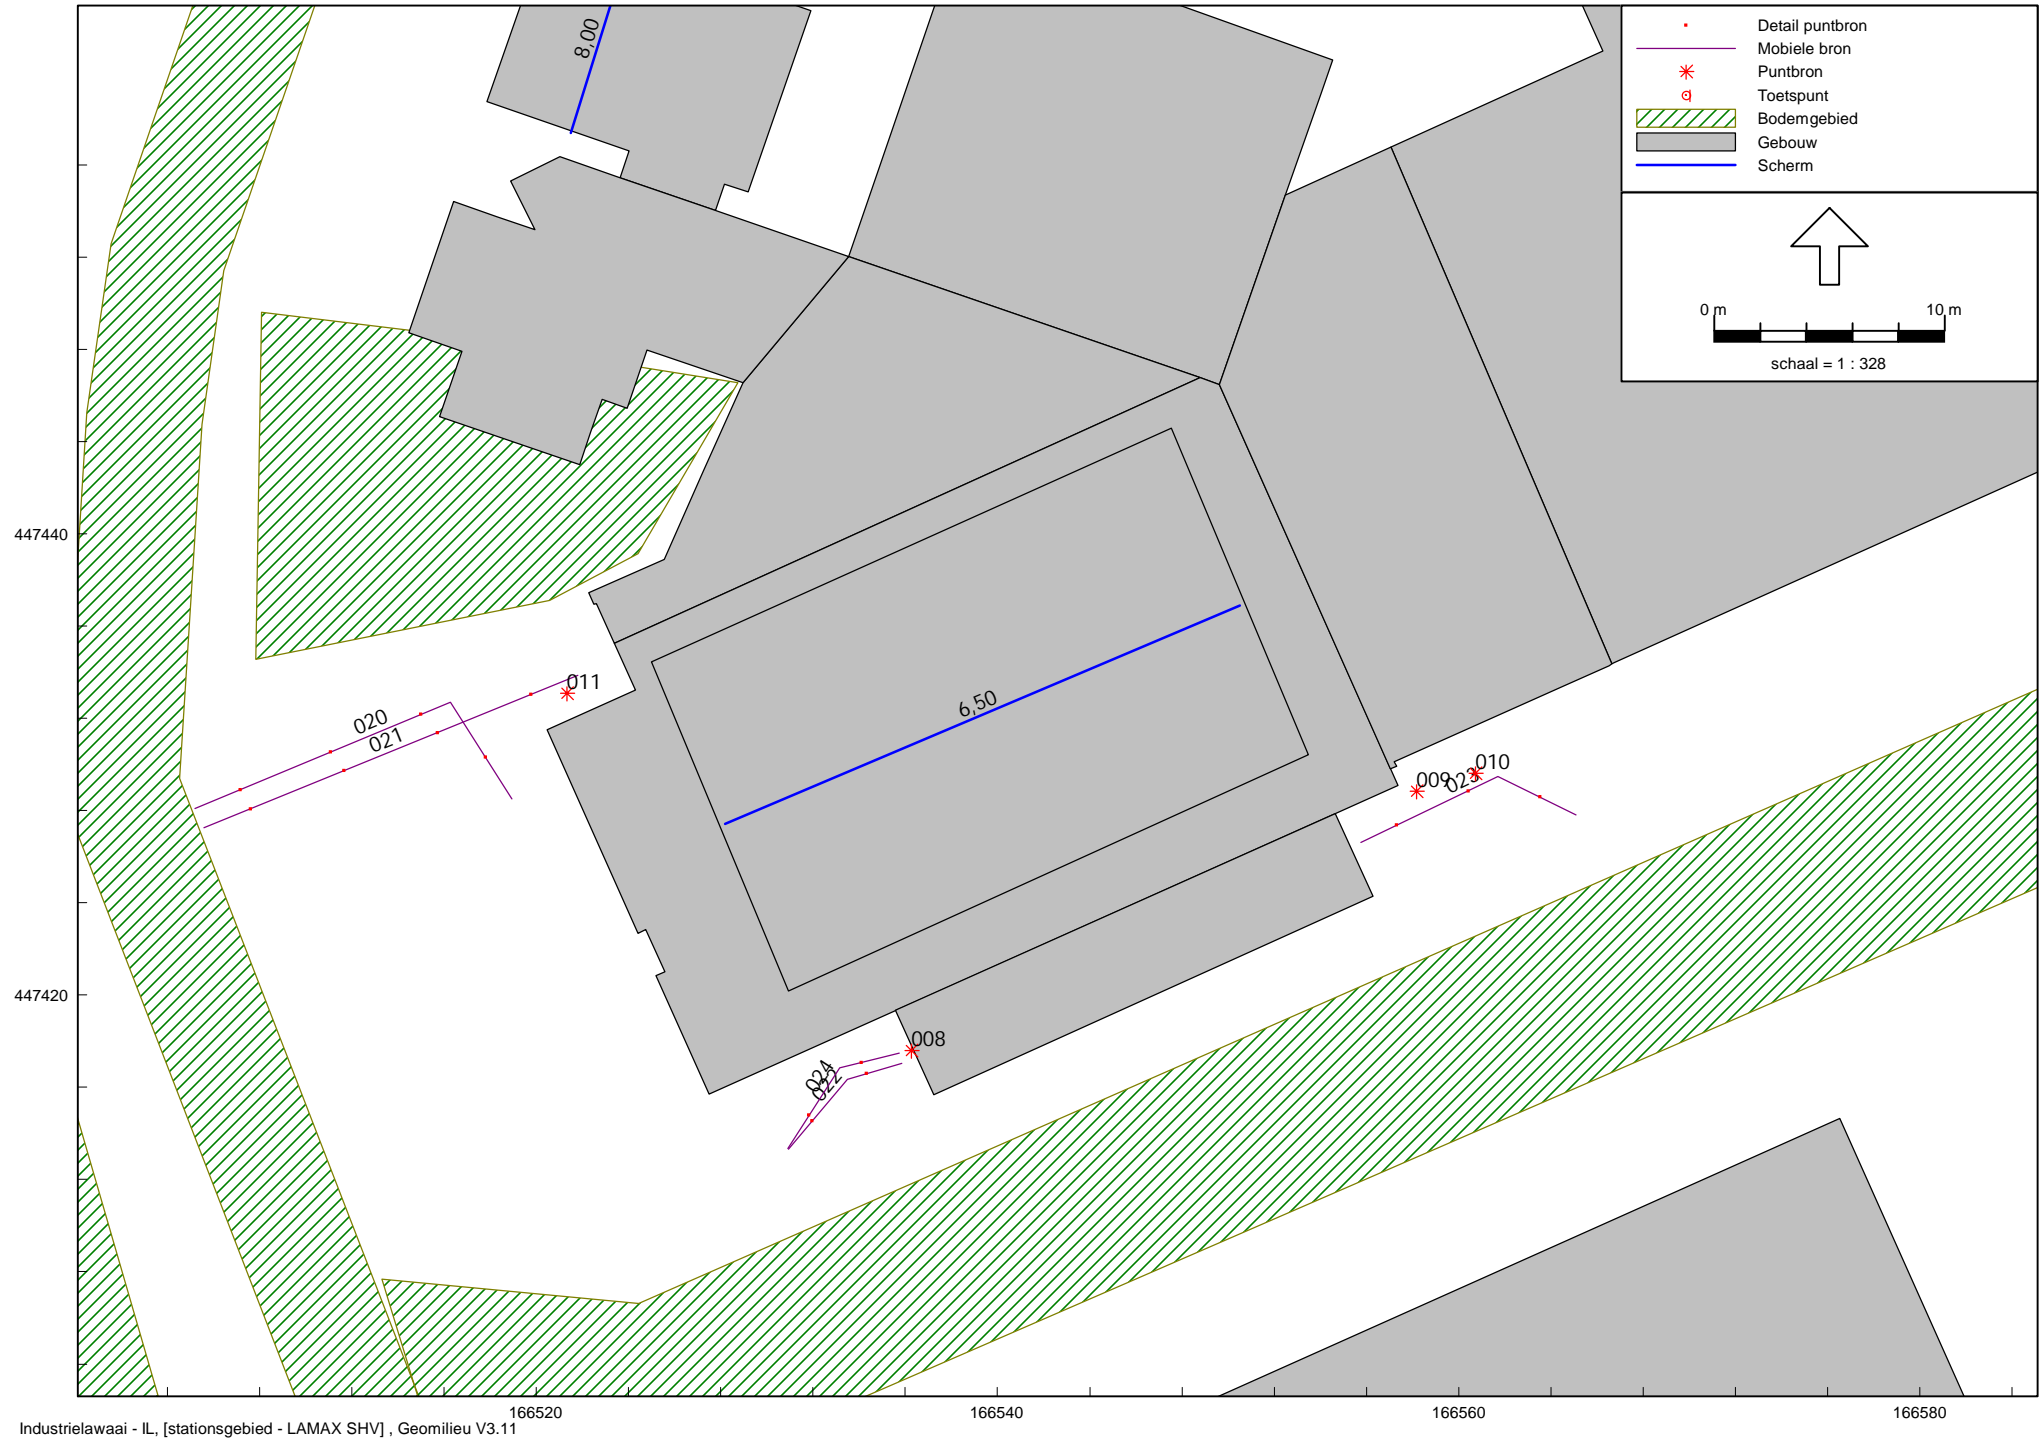 8,00
Detail puntbron
Mobiele bron
Puntbron
Toetspunt
Bodemgebied
Gebouw
Scherm
0 m
10 m
schaal = 1 : 328
447440
011
020
021
6,50
009
023
010
447420
008
024
022
166520
166540
166560
166580
Industrielawaai - IL, [stationsgebied - LAMAX SHV] , Geomilieu V3.11